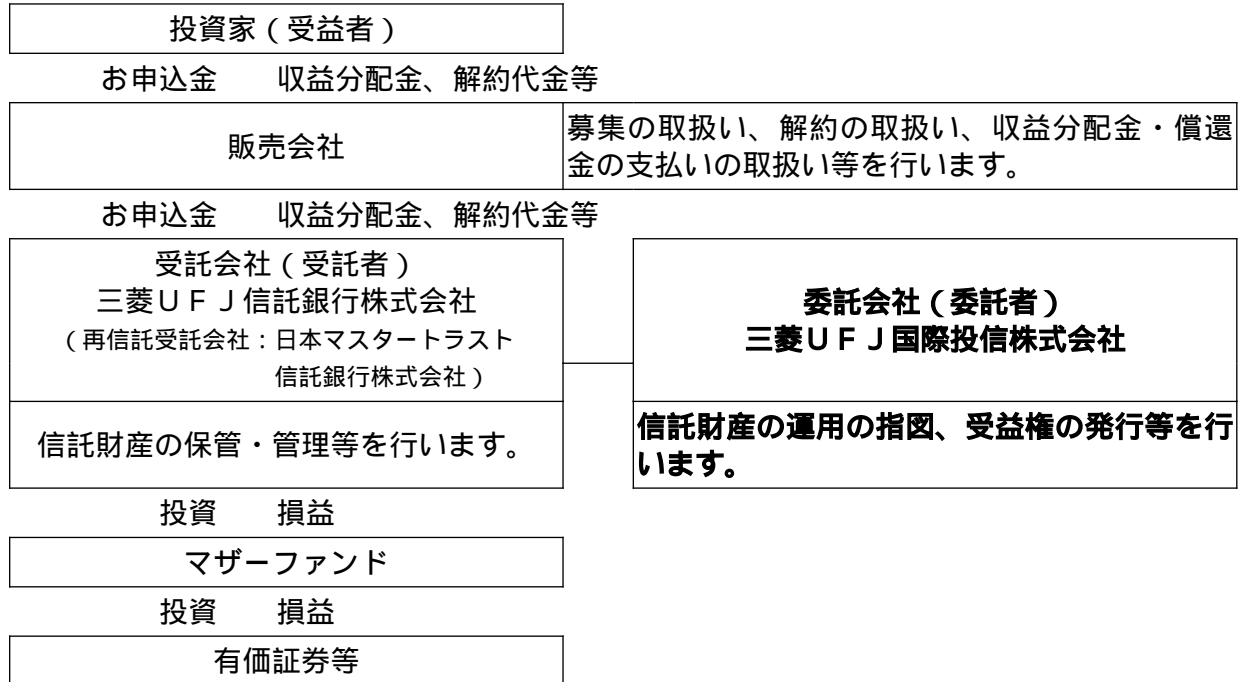 投資家（受益者）
お申込金　　収益分配金、解約代金等
販売会社
募集の取扱い、解約の取扱い、収益分配金・償還
金の支払いの取扱い等を行います。
お申込金　　収益分配金、解約代金等
受託会社（受託者）
三菱ＵＦＪ信託銀行株式会社
（再信託受託会社：日本マスタートラスト
信託銀行株式会社）
委託会社（委託者）
三菱ＵＦＪ国際投信株式会社
信託財産の保管・管理等を行います。
信託財産の運用の指図、受益権の発行等を行
います。
投資　　損益
マザーファンド
投資　　損益
有価証券等